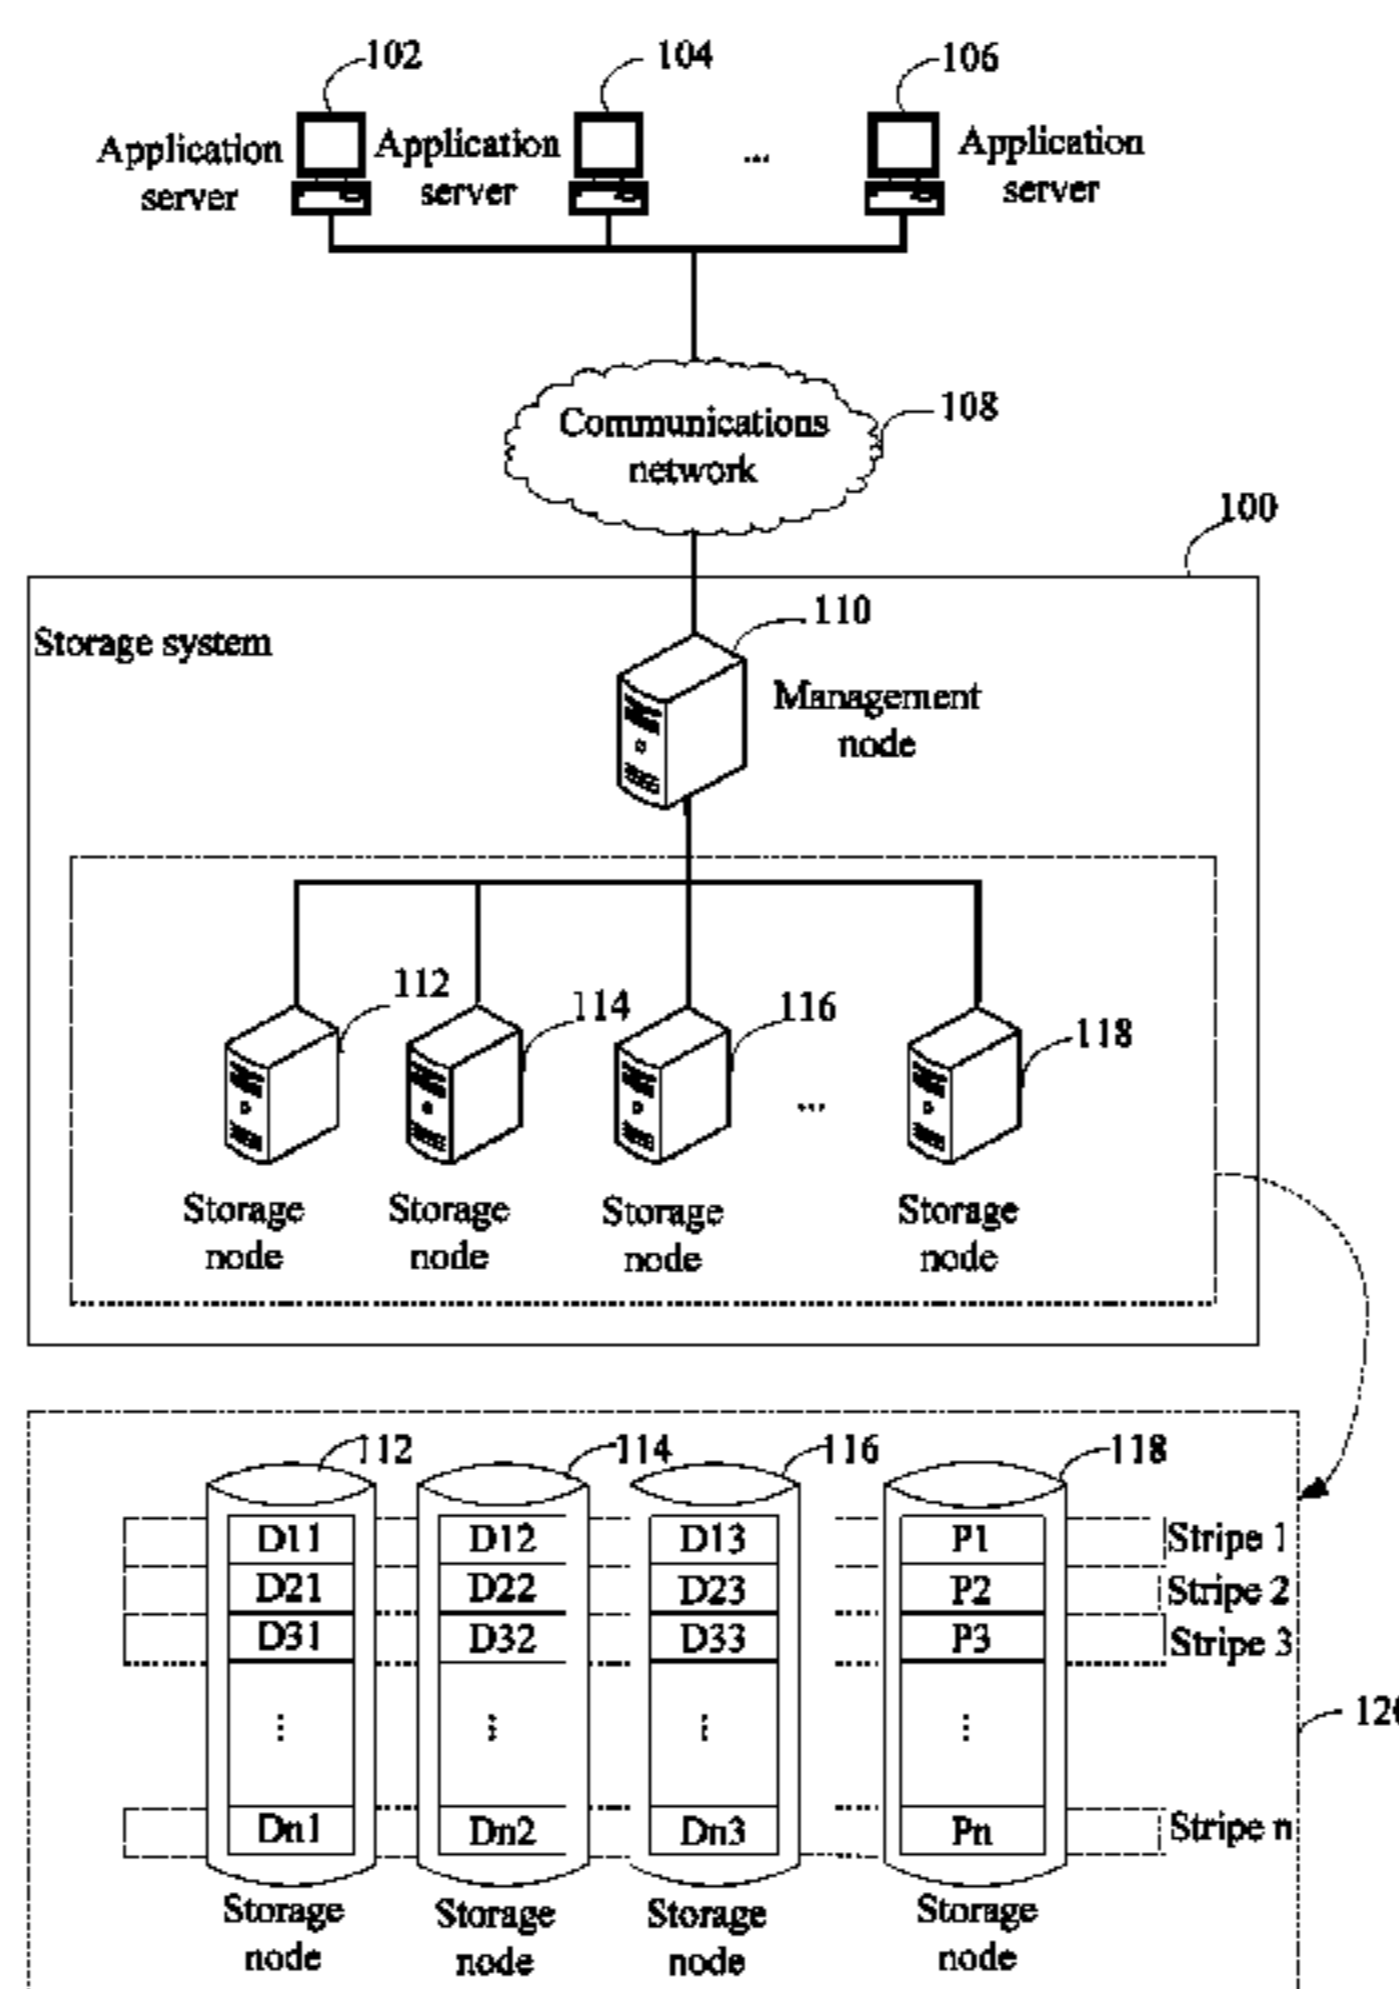 102
104
106
Application
server
Application
server
...
Application
server
Communications
network
108
100
Storage system
110
Management
node
112
114
116
118
...
Storage
node
Storage
node
Storage
node
Storage
node
112
114
116
118
D11 D12 D13 P1 Stripe 1
D21 D22 D23 P2 Stripe 2
D31 D32 D33 P3 Stripe 3
⋮ ⋮ ⋮ ⋮
Dn1 Dn2 Dn3 Pn Stripe n
Storage
node
Storage
node
Storage
node
Storage
node